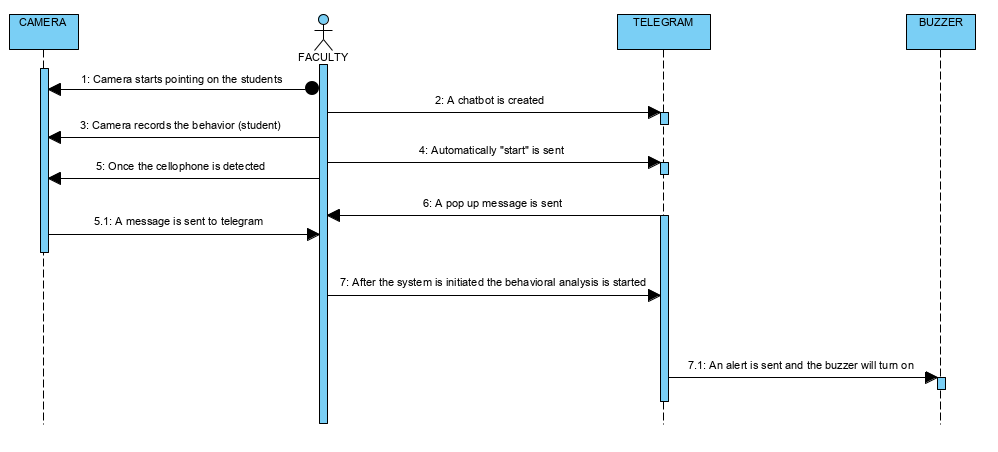 CAMERA
FACULTY
TELEGRAM
BUZZER
1: Camera starts pointing on the students
2: A chatbot is created
3: Camera records the behavior (student)
4: Automatically "start" is sent
5: Once the cellophone is detected
6: A pop up message is sent
5.1: A message is sent to telegram
7: After the system is initiated the behavioral analysis is started
7.1: An alert is sent and the buzzer will turn on